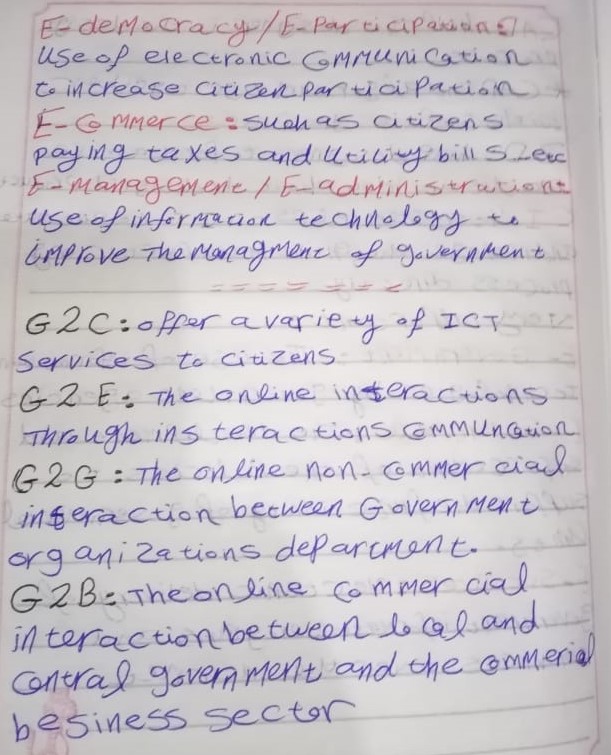 E-deMocracy/E-Participation:
Use of electronic Communication
to increase citizen participation
E-Commerce: such as citizens
paying taxes and Utility bills etc
E-management/E-administration:
Use of information technology to
improve The Managment of government
G2C: offer a variety of ICT
Services to citizens
G2E: The online interactions
Through insteractions Communcation
G2G: The online non-commercial
interaction between Government
organizations department.
G2B: The online Commercial
interaction between local and
Contral government and the commerial
besiness sector